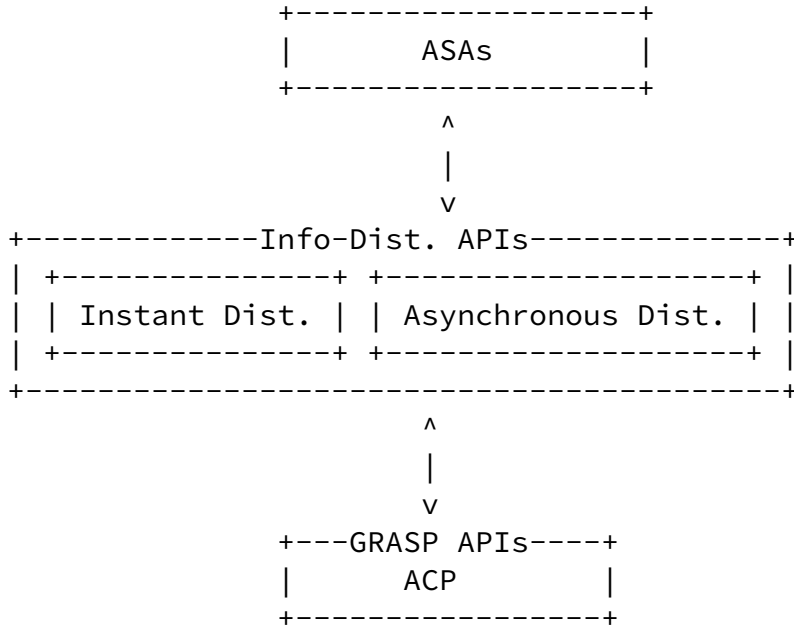 ASAs
Info-Dist. APIs
Instant Dist. Asynchronous Dist.
GRASP APIs
ACP